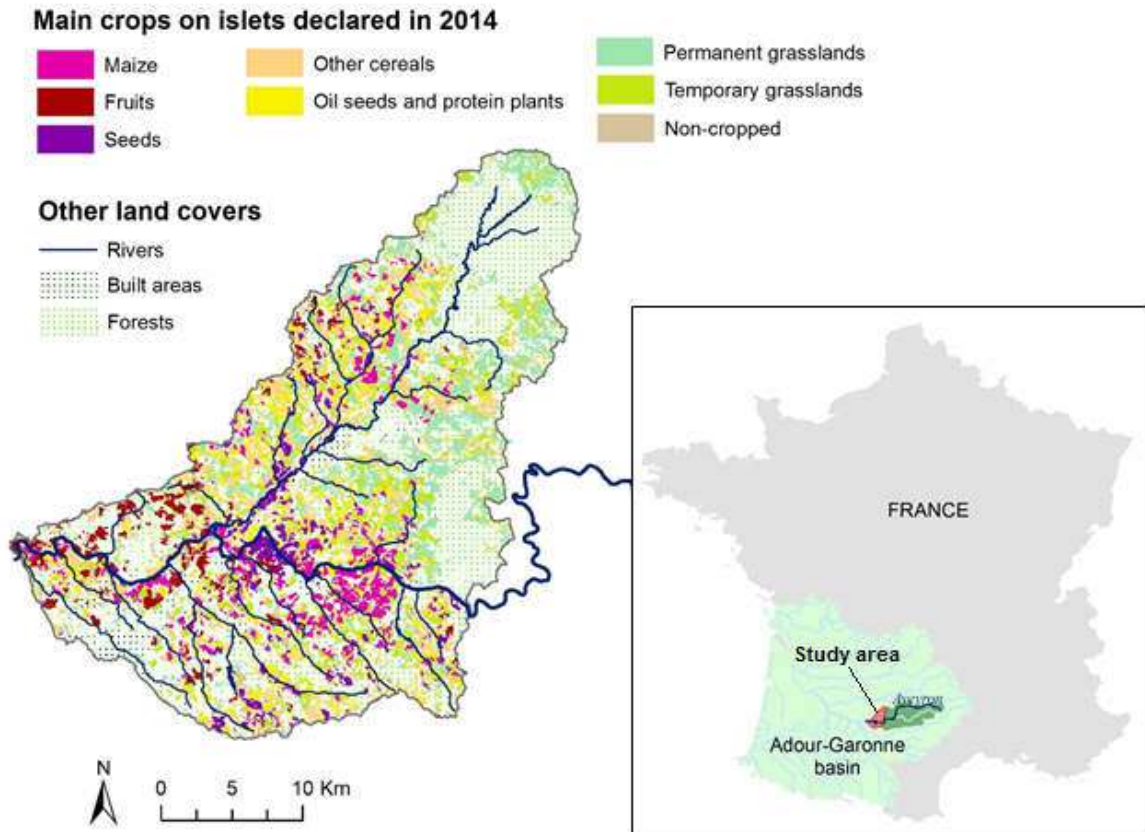 Main crops on islets declared in 2014
Maize
Fruits
Seeds
Other cereals
Oil seeds and protein plants
Permanent grasslands
Temporary grasslands
Non-cropped
Other land covers
Rivers
Built areas
Forests
N
0 5 10 Km
FRANCE
Study area
Aveyron
Adour-Garonne
basin